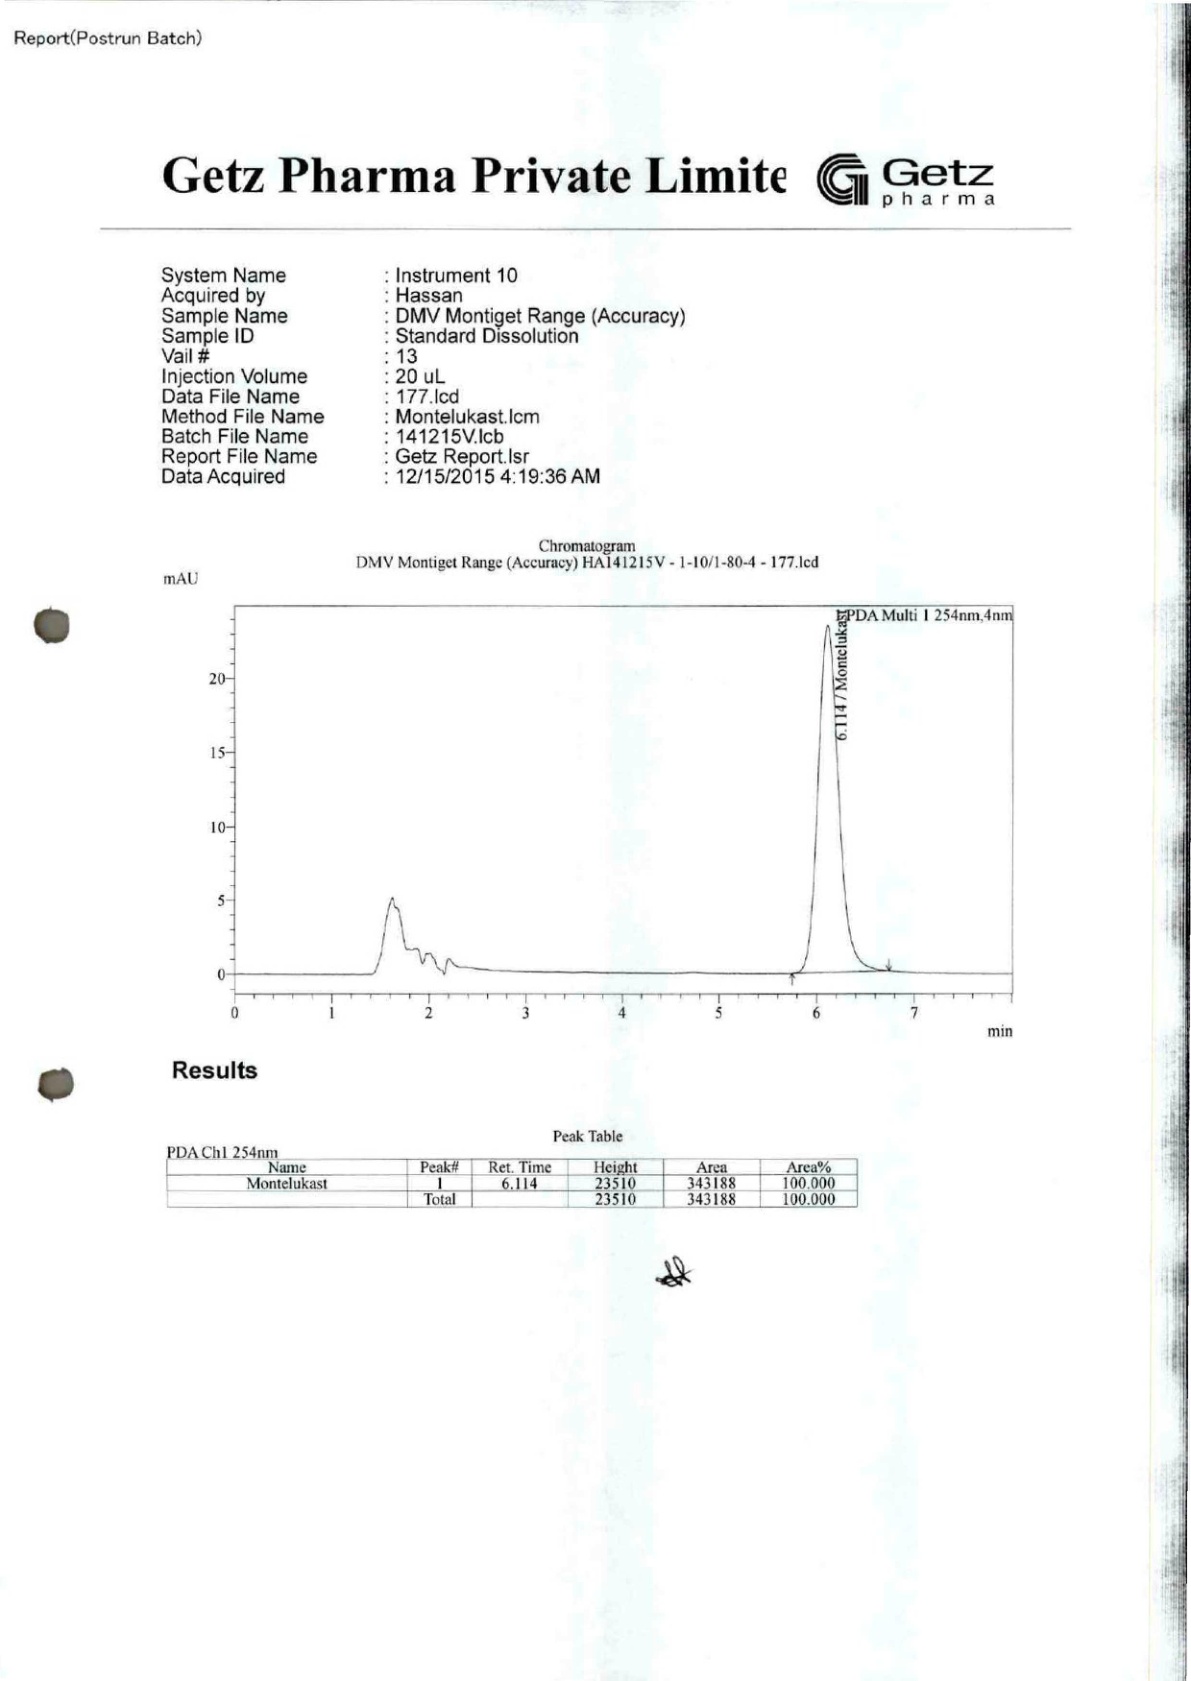 Report(Postrun Batch)
Getz Pharma Private Limite
Getz
pharma
System Name : Instrument 10
Acquired by : Hassan
Sample Name : DMV Montiget Range (Accuracy)
Sample ID : Standard Dissolution
Vail # : 13
Injection Volume : 20 uL
Data File Name : 177.lcd
Method File Name : Montelukast.lcm
Batch File Name : 141215V.lcb
Report File Name : Getz Report.lsr
Data Acquired : 12/15/2015 4:19:36 AM
Chromatogram
DMV Montiget Range (Accuracy) HA141215V - 1-10/1-80-4 - 177.lcd
mAU
PDA Multi 1 254nm,4nm
6.114 / Montelukast
20
15
10
5
0
0 1 2 3 4 5 6 7
min
Results
Peak Table
PDA Ch1 254nm
Name Peak# Ret. Time Height Area Area%
Montelukast 1 6.114 23510 343188 100.000
Total 23510 343188 100.000